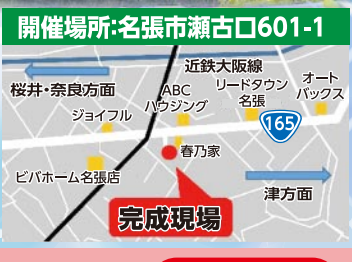 開催場所:名張市瀬古口601-1
近鉄大阪線
桜井・奈良方面
ABC
ハウジング
リードタウン
名張
オート
バックス
ジョイフル
165
春乃家
ビバホーム名張店
津方面
完成現場